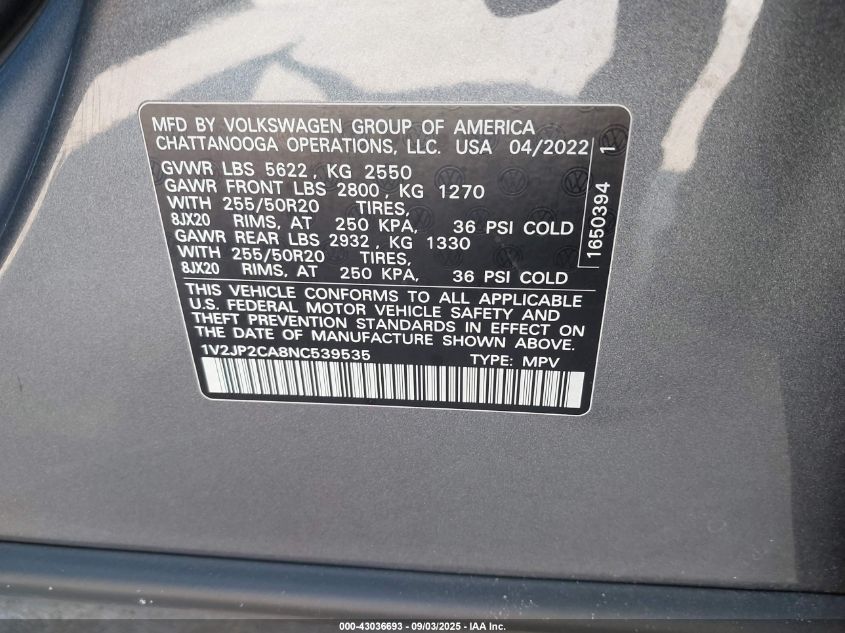 MFD BY VOLKSWAGEN GROUP OF AMERICA
CHATTANOOGA OPERATIONS, LLC. USA 04/2022
GVWR LBS 5622, KG 2550
GAWR FRONT LBS 2800, KG 1270
WITH 255/50R20 TIRES,
8JX20 RIMS, AT 250 KPA, 36 PSI COLD
GAWR REAR LBS 2932, KG 1330
WITH 255/50R20 TIRES,
8JX20 RIMS, AT 250 KPA, 36 PSI COLD
THIS VEHICLE CONFORMS TO ALL APPLICABLE
U.S. FEDERAL MOTOR VEHICLE SAFETY AND
THEFT PREVENTION STANDARDS IN EFFECT ON
THE DATE OF MANUFACTURE SHOWN ABOVE.
1V2JP2CA8NC539535 TYPE: MPV
1650394 1
000-43036693 - 09/03/2025 - IAA Inc.